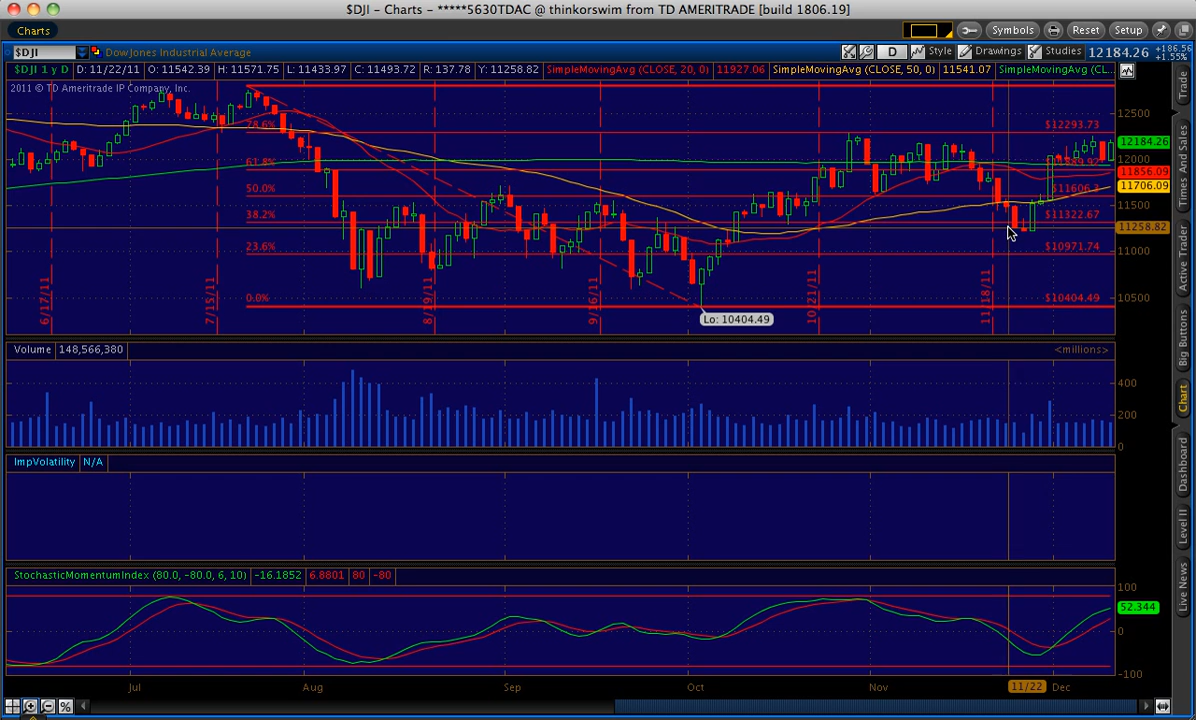 $DJI - Charts - *****5630TDAC @ thinkorswim from TD AMERITRADE [build 1806.19]
Charts Symbols Reset Setup
$DJI DowJones Industrial Average D Style Drawings Studies 12184.26 +186.56 +1.55%
$DJI 1 y D D: 11/22/11 O: 11542.39 H: 11571.75 L: 11433.97 C: 11493.72 R: 137.78 Y: 11258.82 SimpleMovingAvg (CLOSE, 20, 0) 11927.06 SimpleMovingAvg (CLOSE, 50, 0) 11541.07 SimpleMovingAvg (CL...
2011 © TD Ameritrade IP Company, Inc.
12500
78.6% $12293.73
12184.26
12000
61.8%
11856.09
50.0% $11606.3
11706.09
11500
38.2% $11322.67
11258.82
23.6% $10971.74
11000
0.0% $10404.49
10500
Lo: 10404.49
6/17/11 7/15/11 8/19/11 9/16/11 10/21/11 11/18/11
Volume 148,566,380 <millions>
400
200
0
ImpVolatility N/A
StochasticMomentumIndex (80.0, -80.0, 6, 10) -16.1852 6.8801 80 -80
100
52.344
0
-100
Jul Aug Sep Oct Nov 11/22 Dec
%
Trade
Times And Sales
Active Trader
Big Buttons
Chart
Dashboard
Level II
Live News